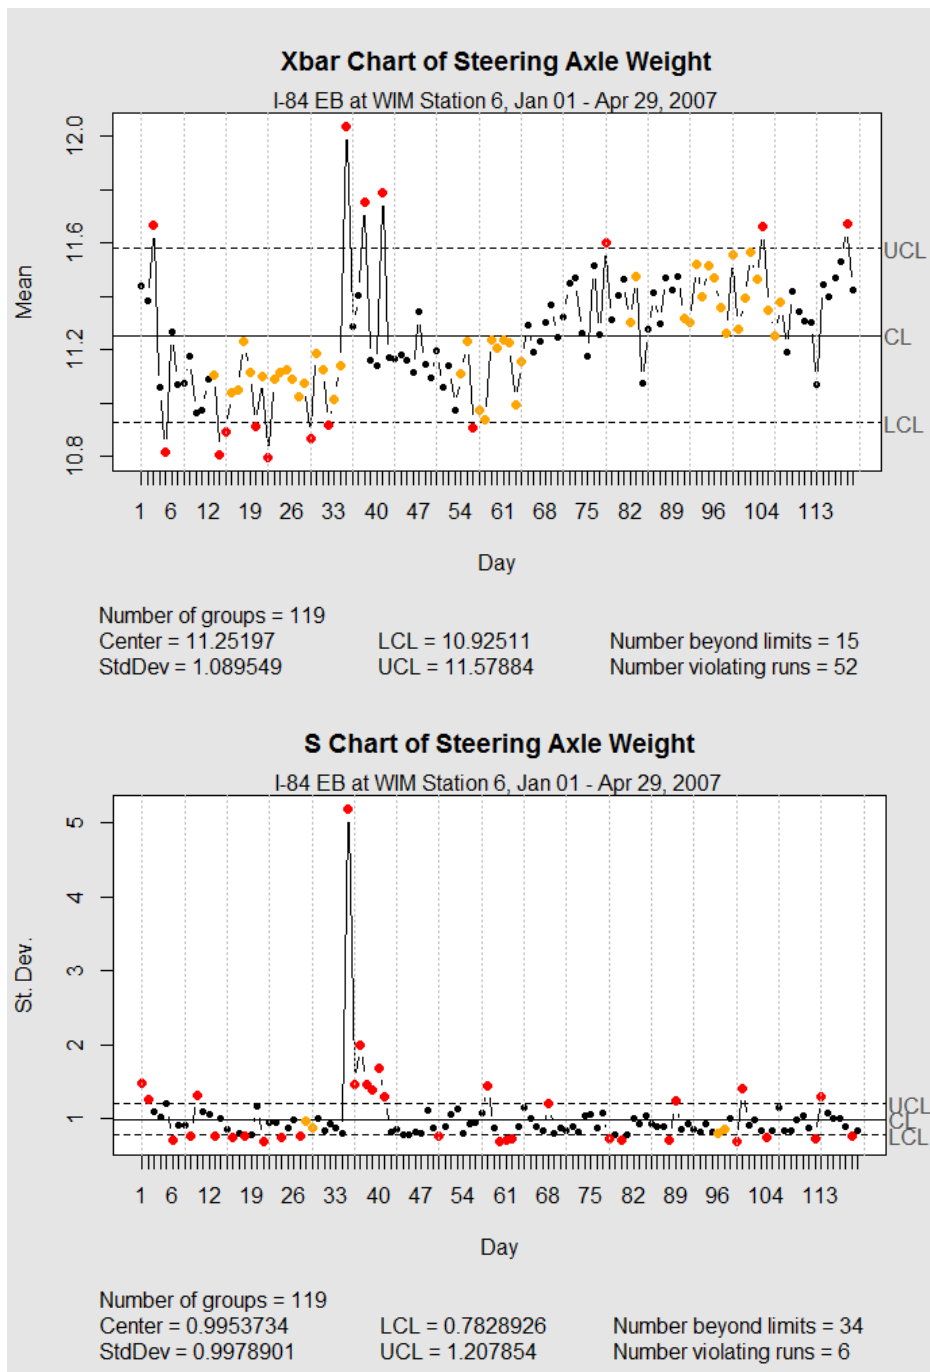 Xbar Chart of Steering Axle Weight
I-84 EB at WIM Station 6, Jan 01 - Apr 29, 2007
Mean
12.0
11.6
11.2
10.8
UCL
CL
LCL
1 6 12 19 26 33 40 47 54 61 68 75 82 89 96 104 113
Day
Number of groups = 119
Center = 11.25197 LCL = 10.92511 Number beyond limits = 15
StdDev = 1.089549 UCL = 11.57884 Number violating runs = 52
S Chart of Steering Axle Weight
I-84 EB at WIM Station 6, Jan 01 - Apr 29, 2007
St. Dev.
5
4
3
2
1
UCL
CL
LCL
1 6 12 19 26 33 40 47 54 61 68 75 82 89 96 104 113
Day
Number of groups = 119
Center = 0.9953734 LCL = 0.7828926 Number beyond limits = 34
StdDev = 0.9978901 UCL = 1.207854 Number violating runs = 6